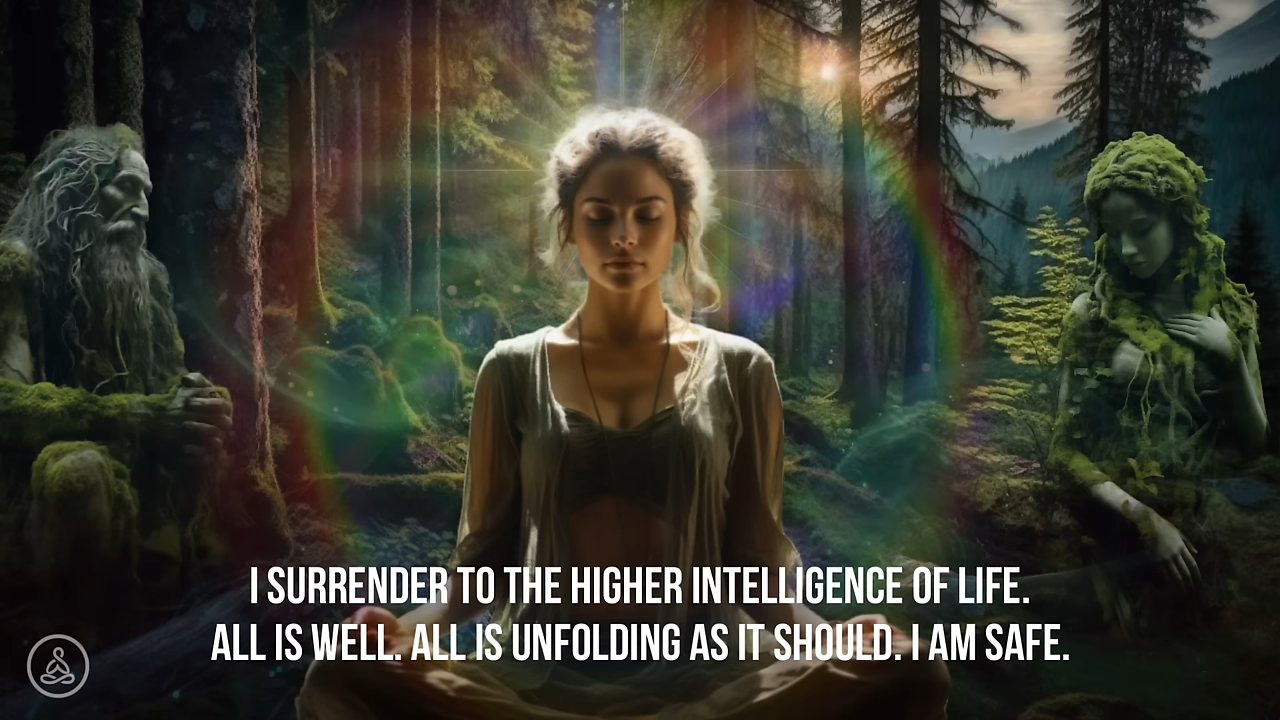 I SURRENDER TO THE HIGHER INTELLIGENCE OF LIFE.
ALL IS WELL. ALL IS UNFOLDING AS IT SHOULD. I AM SAFE.